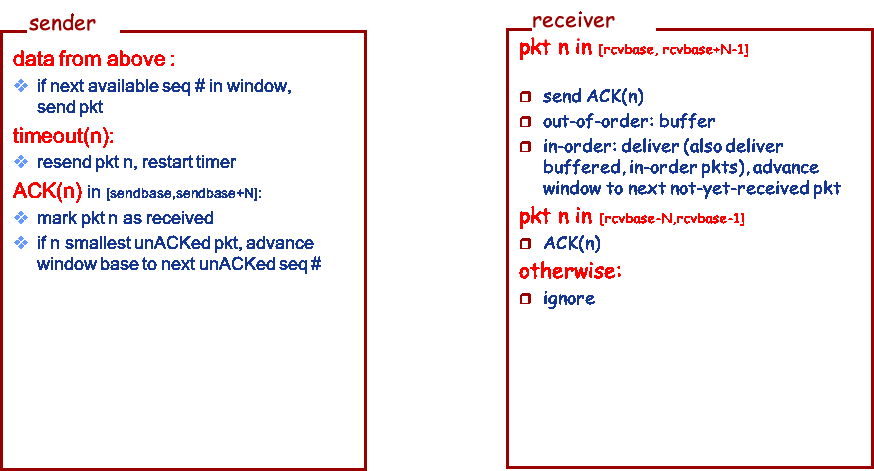 sender
data from above :
if next available seq # in window,
send pkt
timeout(n):
resend pkt n, restart timer
ACK(n) in [sendbase,sendbase+N]:
mark pkt n as received
if n smallest unACKed pkt, advance
window base to next unACKed seq #
receiver
pkt n in [rcvbase, rcvbase+N-1]
send ACK(n)
out-of-order: buffer
in-order: deliver (also deliver
buffered, in-order pkts), advance
window to next not-yet-received pkt
pkt n in [rcvbase-N,rcvbase-1]
ACK(n)
otherwise:
ignore